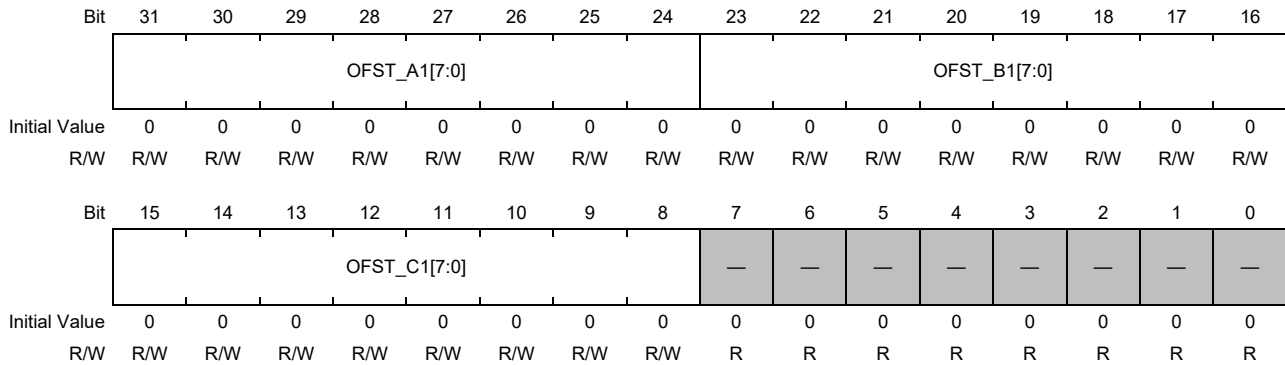 Bit 31 30 29 28 27 26 25 24 23 22 21 20 19 18 17 16
OFST_A1[7:0] OFST_B1[7:0]
Initial Value 0 0 0 0 0 0 0 0 0 0 0 0 0 0 0 0
R/W R/W R/W R/W R/W R/W R/W R/W R/W R/W R/W R/W R/W R/W R/W R/W R/W
Bit 15 14 13 12 11 10 9 8 7 6 5 4 3 2 1 0
OFST_C1[7:0] — — — — — — — —
Initial Value 0 0 0 0 0 0 0 0 0 0 0 0 0 0 0 0
R/W R/W R/W R/W R/W R/W R/W R/W R/W R R R R R R R R